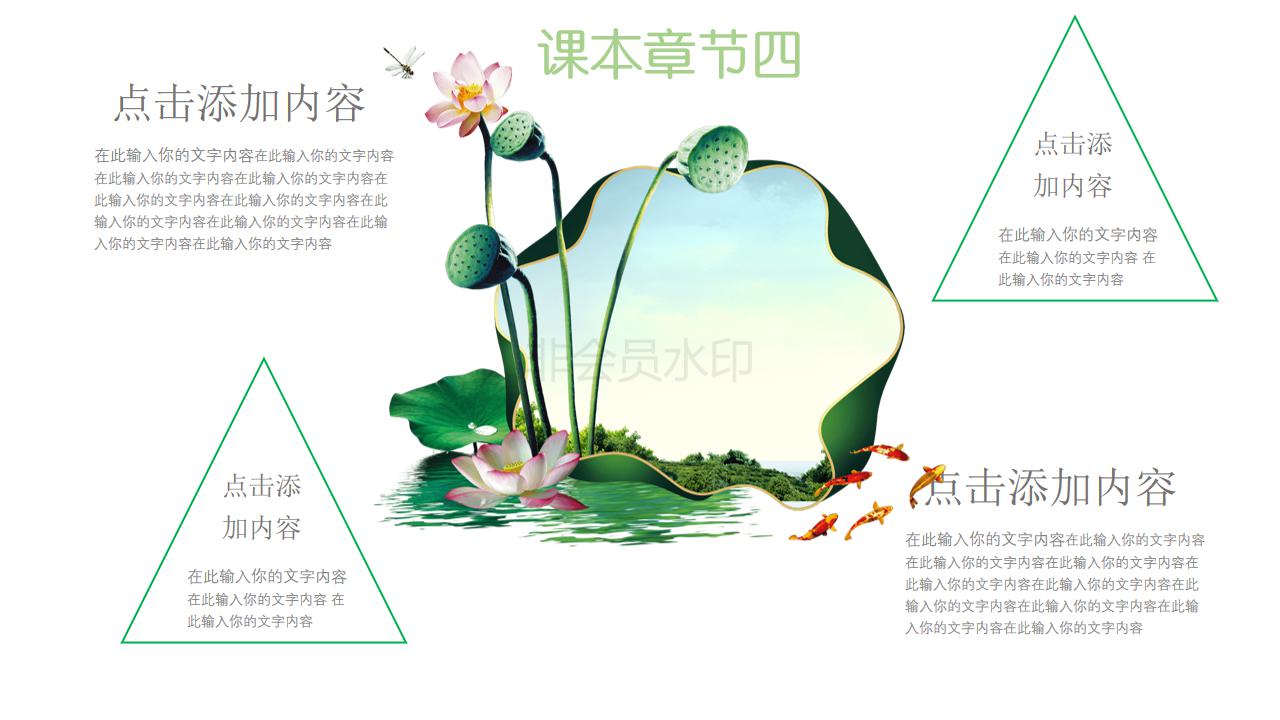 课本章节四
点击添加内容
在此输入你的文字内容在此输入你的文字内容
在此输入你的文字内容在此输入你的文字内容在
此输入你的文字内容在此输入你的文字内容在此
输入你的文字内容在此输入你的文字内容在此输
入你的文字内容在此输入你的文字内容
点击添
加内容
在此输入你的文字内容
在此输入你的文字内容 在
此输入你的文字内容
非会员水印
点击添
加内容
在此输入你的文字内容
在此输入你的文字内容 在
此输入你的文字内容
点击添加内容
在此输入你的文字内容在此输入你的文字内容
在此输入你的文字内容在此输入你的文字内容在
此输入你的文字内容在此输入你的文字内容在此
输入你的文字内容在此输入你的文字内容在此输
入你的文字内容在此输入你的文字内容